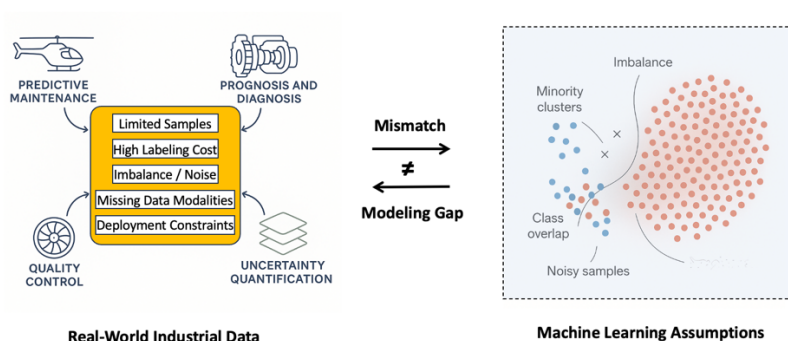 PREDICTIVE
MAINTENANCE
PROGNOSIS AND
DIAGNOSIS
Limited Samples
High Labeling Cost
Imbalance / Noise
Missing Data Modalities
Deployment Constraints
QUALITY
CONTROL
UNCERTAINTY
QUANTIFICATION
Real-World Industrial Data
Mismatch
≠
Modeling Gap
Imbalance
Minority
clusters
Class
overlap
Noisy samples
Machine Learning Assumptions